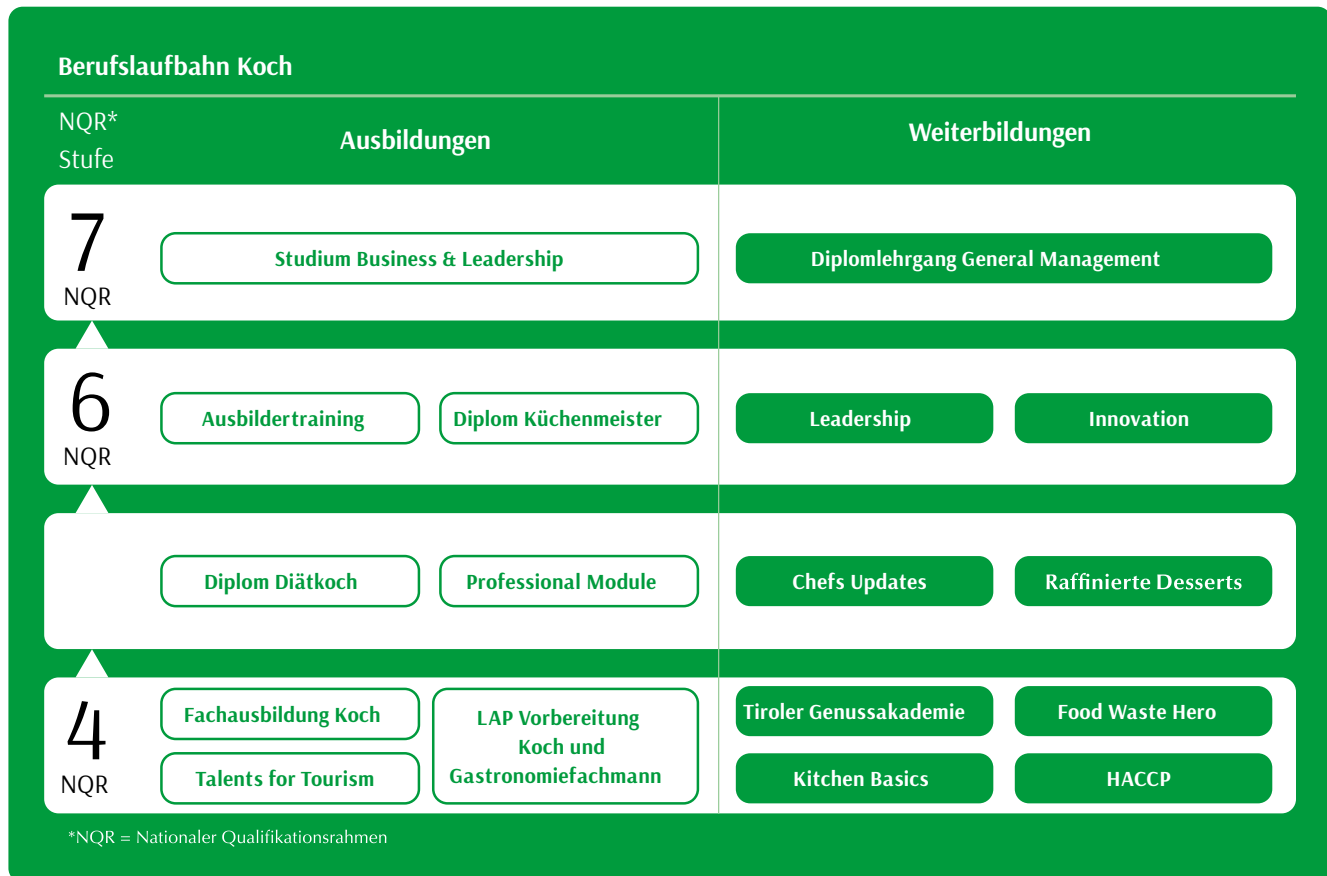 Berufslaufbahn Koch
NQR*
Stufe
Ausbildungen
Weiterbildungen
7
NQR
Studium Business & Leadership
Diplomlehrgang General Management
6
NQR
Ausbildertraining
Diplom Küchenmeister
Leadership
Innovation
Diplom Diätkoch
Professional Module
Chefs Updates
Raffinierte Desserts
4
NQR
Fachausbildung Koch
Talents for Tourism
LAP Vorbereitung
Koch und
Gastronomiefachmann
Tiroler Genussakademie
Food Waste Hero
Kitchen Basics
HACCP
*NQR = Nationaler Qualifikationsrahmen